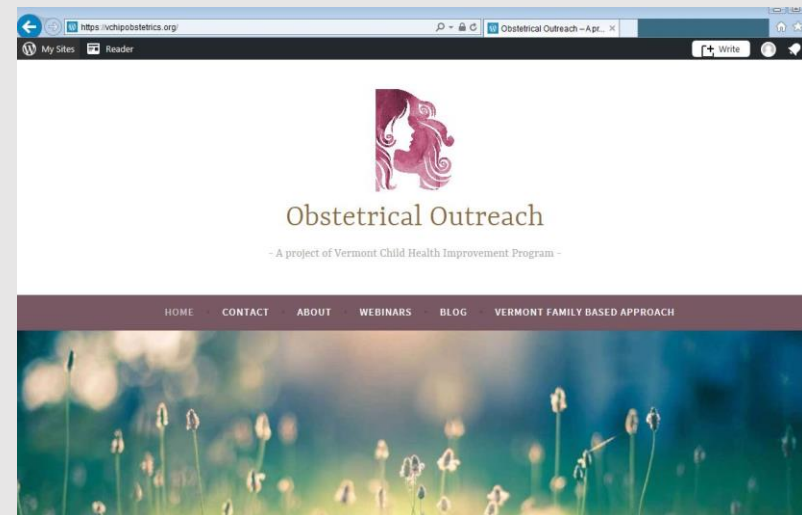 https://vchipobstetrics.org/
Obstetrical Outreach – Apr...
My Sites
Reader
Write
Obstetrical Outreach
- A project of Vermont Child Health Improvement Program -
HOME
CONTACT
ABOUT
WEBINARS
BLOG
VERMONT FAMILY BASED APPROACH